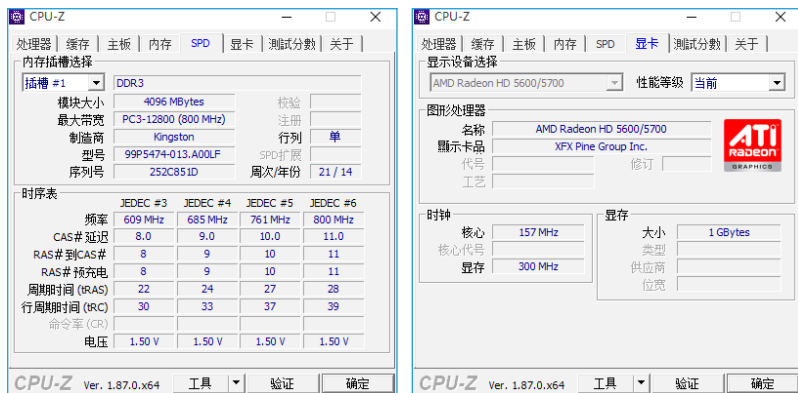 CPU-Z
处理器 缓存 主板 内存 SPD 显卡 測試分數 关于
内存插槽选择
插槽 #1 DDR3
模块大小 4096 MBytes 校验
最大带宽 PC3-12800 (800 MHz) 注册
制造商 Kingston 行列 单
型号 99P5474-013.A00LF SPD扩展
序列号 252C851D 周次/年份 21 / 14
时序表
JEDEC #3 JEDEC #4 JEDEC #5 JEDEC #6
频率 609 MHz 685 MHz 761 MHz 800 MHz
CAS# 延迟 8.0 9.0 10.0 11.0
RAS# 到CAS# 8 9 10 11
RAS# 预充电 8 9 10 11
周期时间 (tRAS) 22 24 27 28
行周期时间 (tRC) 30 33 37 39
命令率 (CR)
电压 1.50 V 1.50 V 1.50 V 1.50 V
CPU-Z Ver. 1.87.0.x64 工具 验证 确定
CPU-Z
处理器 缓存 主板 内存 SPD 显卡 測試分數 关于
显示设备选择
AMD Radeon HD 5600/5700 性能等级 当前
图形处理器
名称 AMD Radeon HD 5600/5700
顯示卡品 XFX Pine Group Inc.
代号 修订
工艺
ATI
RADEON
GRAPHICS
时钟
核心 157 MHz
核心代号
显存 300 MHz
显存
大小 1 GBytes
类型
供应商
位宽
CPU-Z Ver. 1.87.0.x64 工具 验证 确定